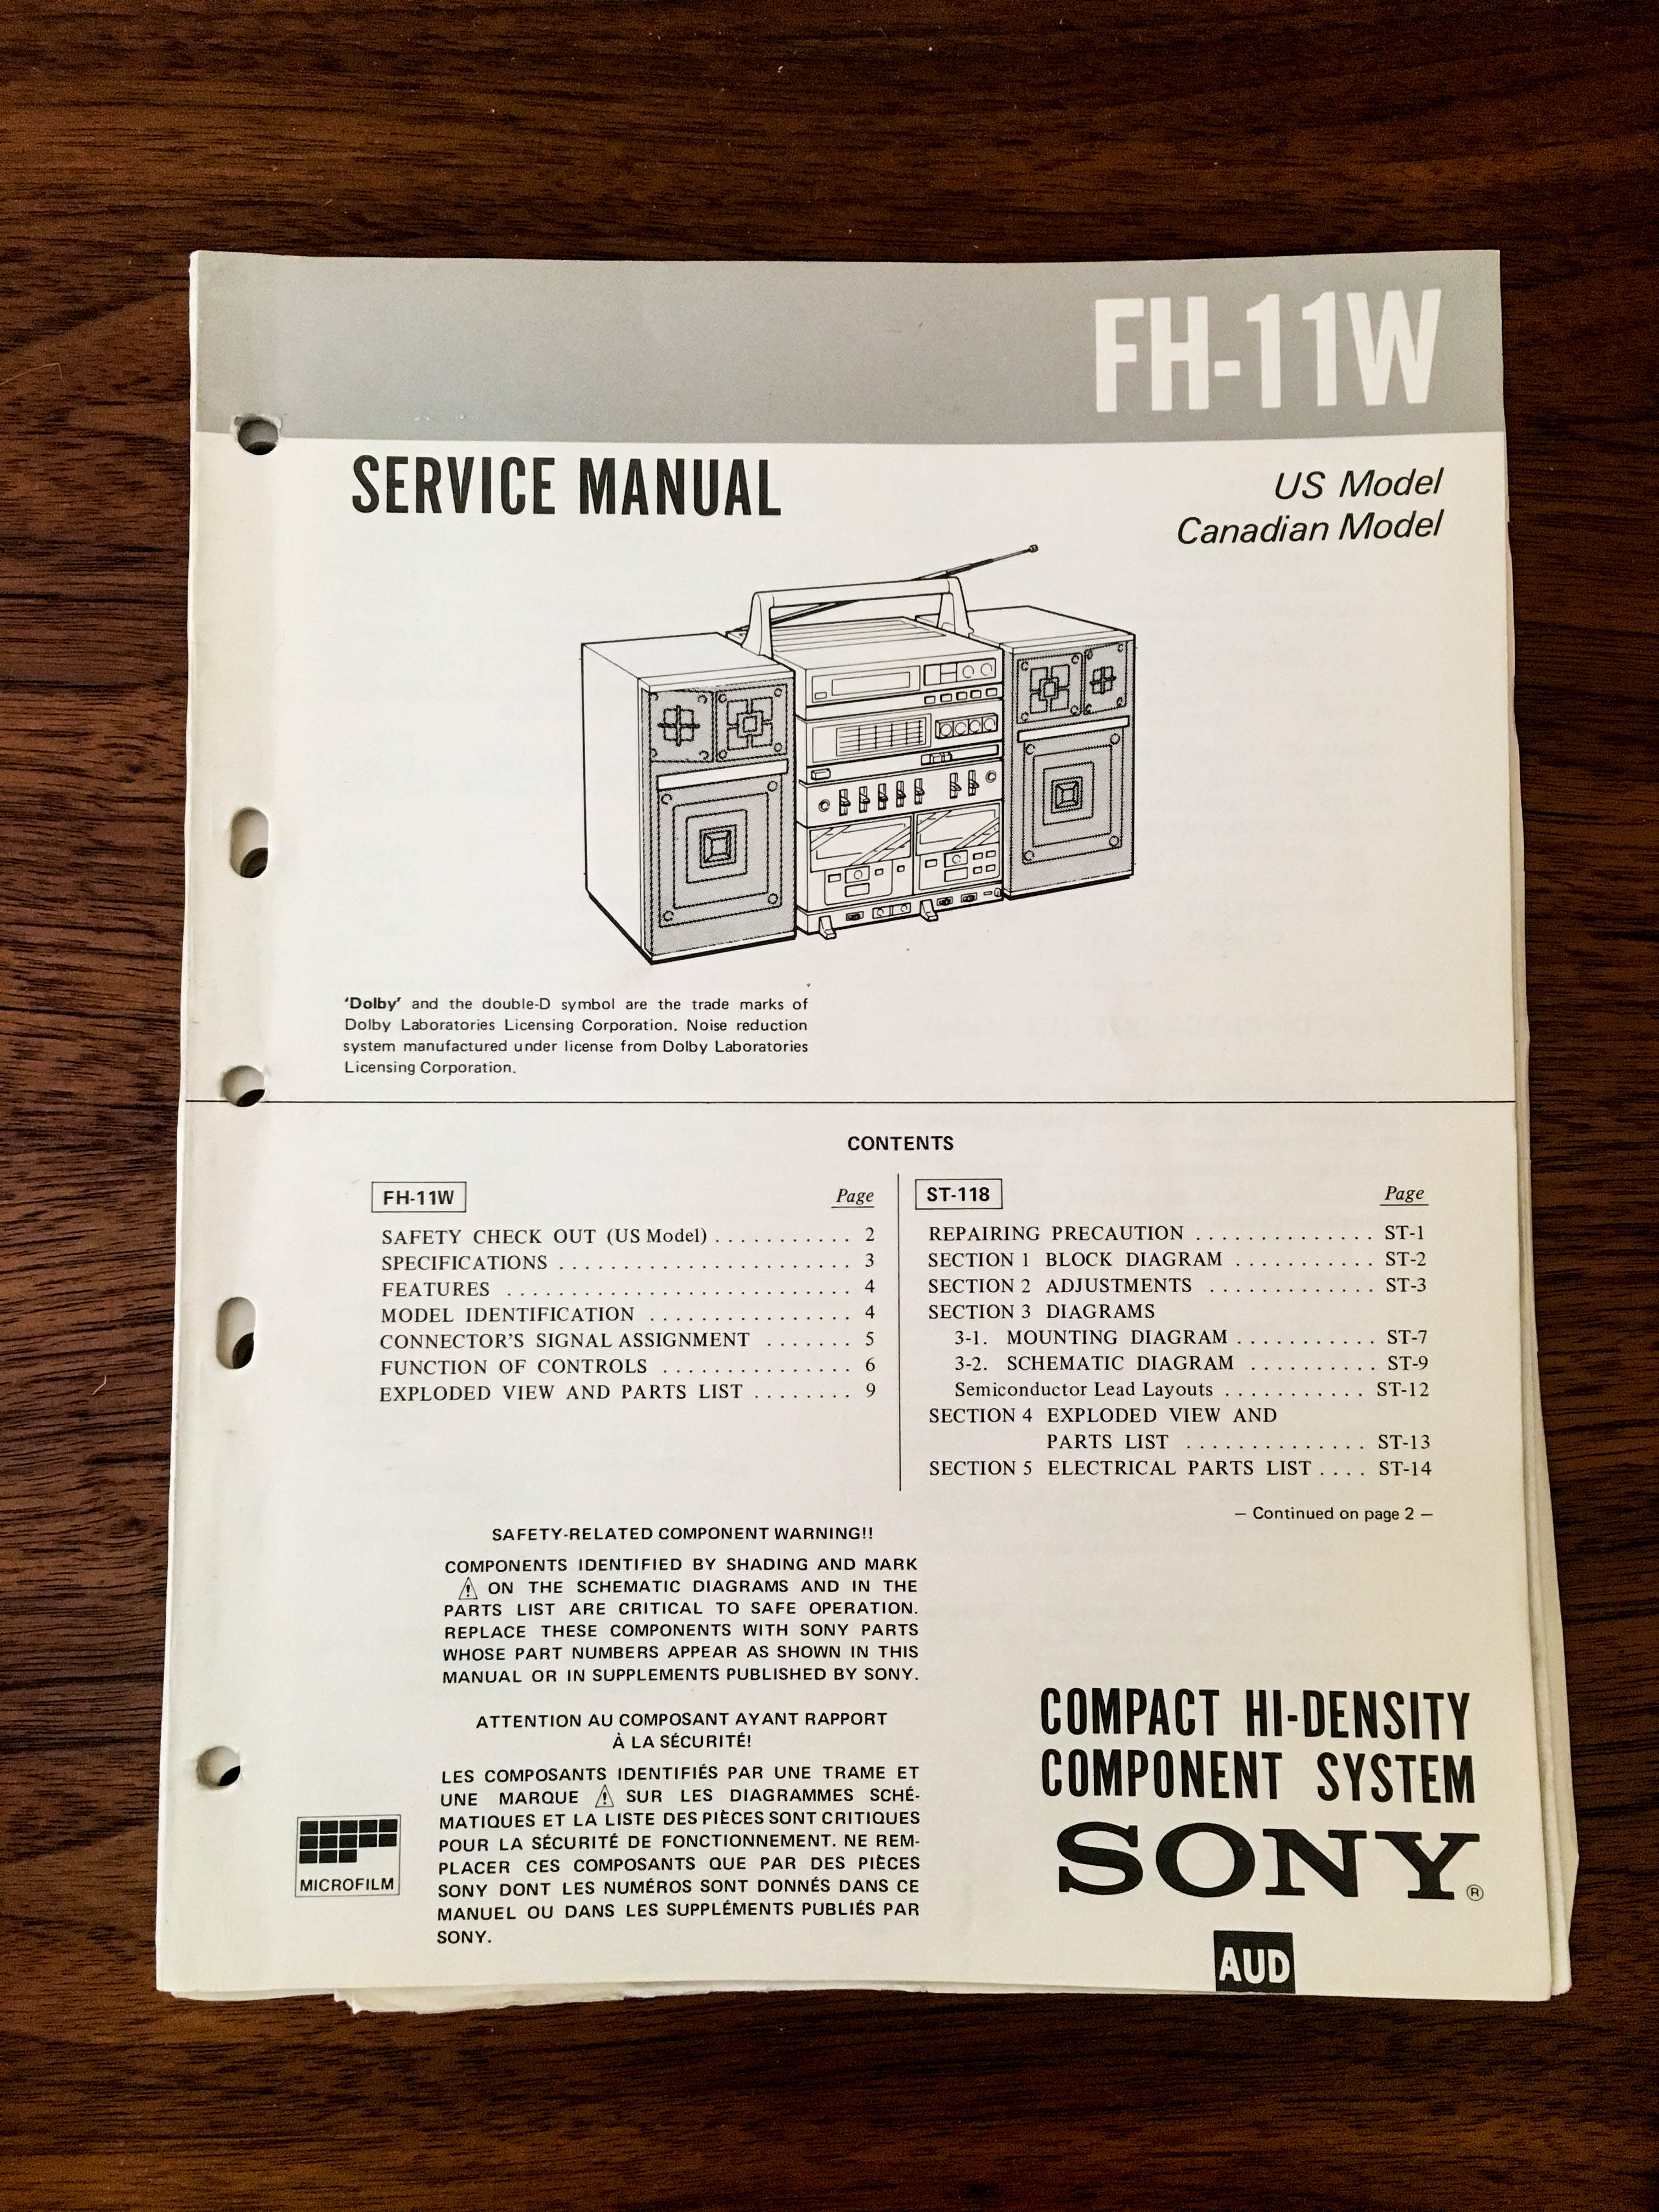 FH-11W
SERVICE MANUAL
US Model
Canadian Model
'Dolby' and the double-D symbol are the trade marks of
Dolby Laboratories Licensing Corporation. Noise reduction
system manufactured under license from Dolby Laboratories
Licensing Corporation.
CONTENTS
FH-11W Page
SAFETY CHECK OUT (US Model) . . . . . . . . . . . 2
SPECIFICATIONS . . . . . . . . . . . . . . . . . . . . . . . 3
FEATURES . . . . . . . . . . . . . . . . . . . . . . . . . . . 4
MODEL IDENTIFICATION . . . . . . . . . . . . . . . . 4
CONNECTOR'S SIGNAL ASSIGNMENT . . . . . . . 5
FUNCTION OF CONTROLS . . . . . . . . . . . . . . . 6
EXPLODED VIEW AND PARTS LIST . . . . . . . . 9
ST-118 Page
REPAIRING PRECAUTION . . . . . . . . . . . . . . ST-1
SECTION 1 BLOCK DIAGRAM . . . . . . . . . . . ST-2
SECTION 2 ADJUSTMENTS . . . . . . . . . . . . . ST-3
SECTION 3 DIAGRAMS
3-1. MOUNTING DIAGRAM . . . . . . . . . . . ST-7
3-2. SCHEMATIC DIAGRAM . . . . . . . . . . ST-9
Semiconductor Lead Layouts . . . . . . . . . . . ST-12
SECTION 4 EXPLODED VIEW AND
PARTS LIST . . . . . . . . . . . . . . ST-13
SECTION 5 ELECTRICAL PARTS LIST . . . . ST-14
– Continued on page 2 –
SAFETY-RELATED COMPONENT WARNING!!
COMPONENTS IDENTIFIED BY SHADING AND MARK
⚠ ON THE SCHEMATIC DIAGRAMS AND IN THE
PARTS LIST ARE CRITICAL TO SAFE OPERATION.
REPLACE THESE COMPONENTS WITH SONY PARTS
WHOSE PART NUMBERS APPEAR AS SHOWN IN THIS
MANUAL OR IN SUPPLEMENTS PUBLISHED BY SONY.
ATTENTION AU COMPOSANT AYANT RAPPORT
À LA SÉCURITÉ!
LES COMPOSANTS IDENTIFIÉS PAR UNE TRAME ET
UNE MARQUE ⚠ SUR LES DIAGRAMMES SCHÉ-
MATIQUES ET LA LISTE DES PIÈCES SONT CRITIQUES
POUR LA SÉCURITÉ DE FONCTIONNEMENT. NE REM-
PLACER CES COMPOSANTS QUE PAR DES PIÈCES
SONY DONT LES NUMÉROS SONT DONNÉS DANS CE
MANUEL OU DANS LES SUPPLÉMENTS PUBLIÉS PAR
SONY.
MICROFILM
COMPACT HI-DENSITY
COMPONENT SYSTEM
SONY®
AUD